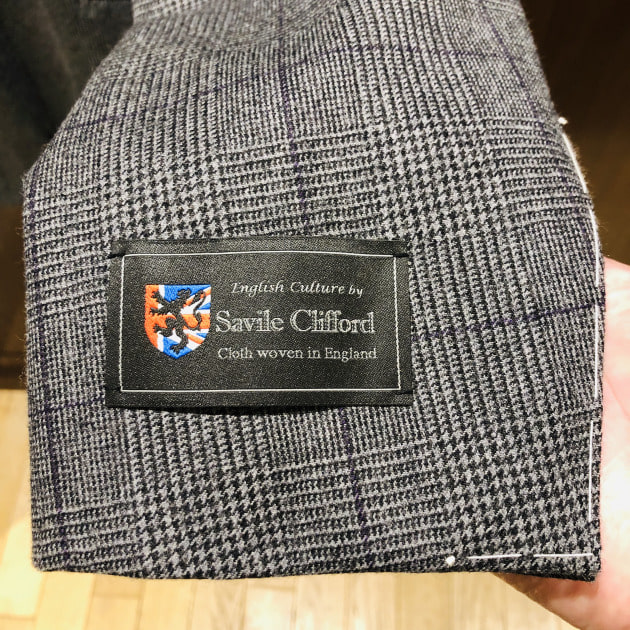 English Culture by
Savile Clifford
Cloth woven in England